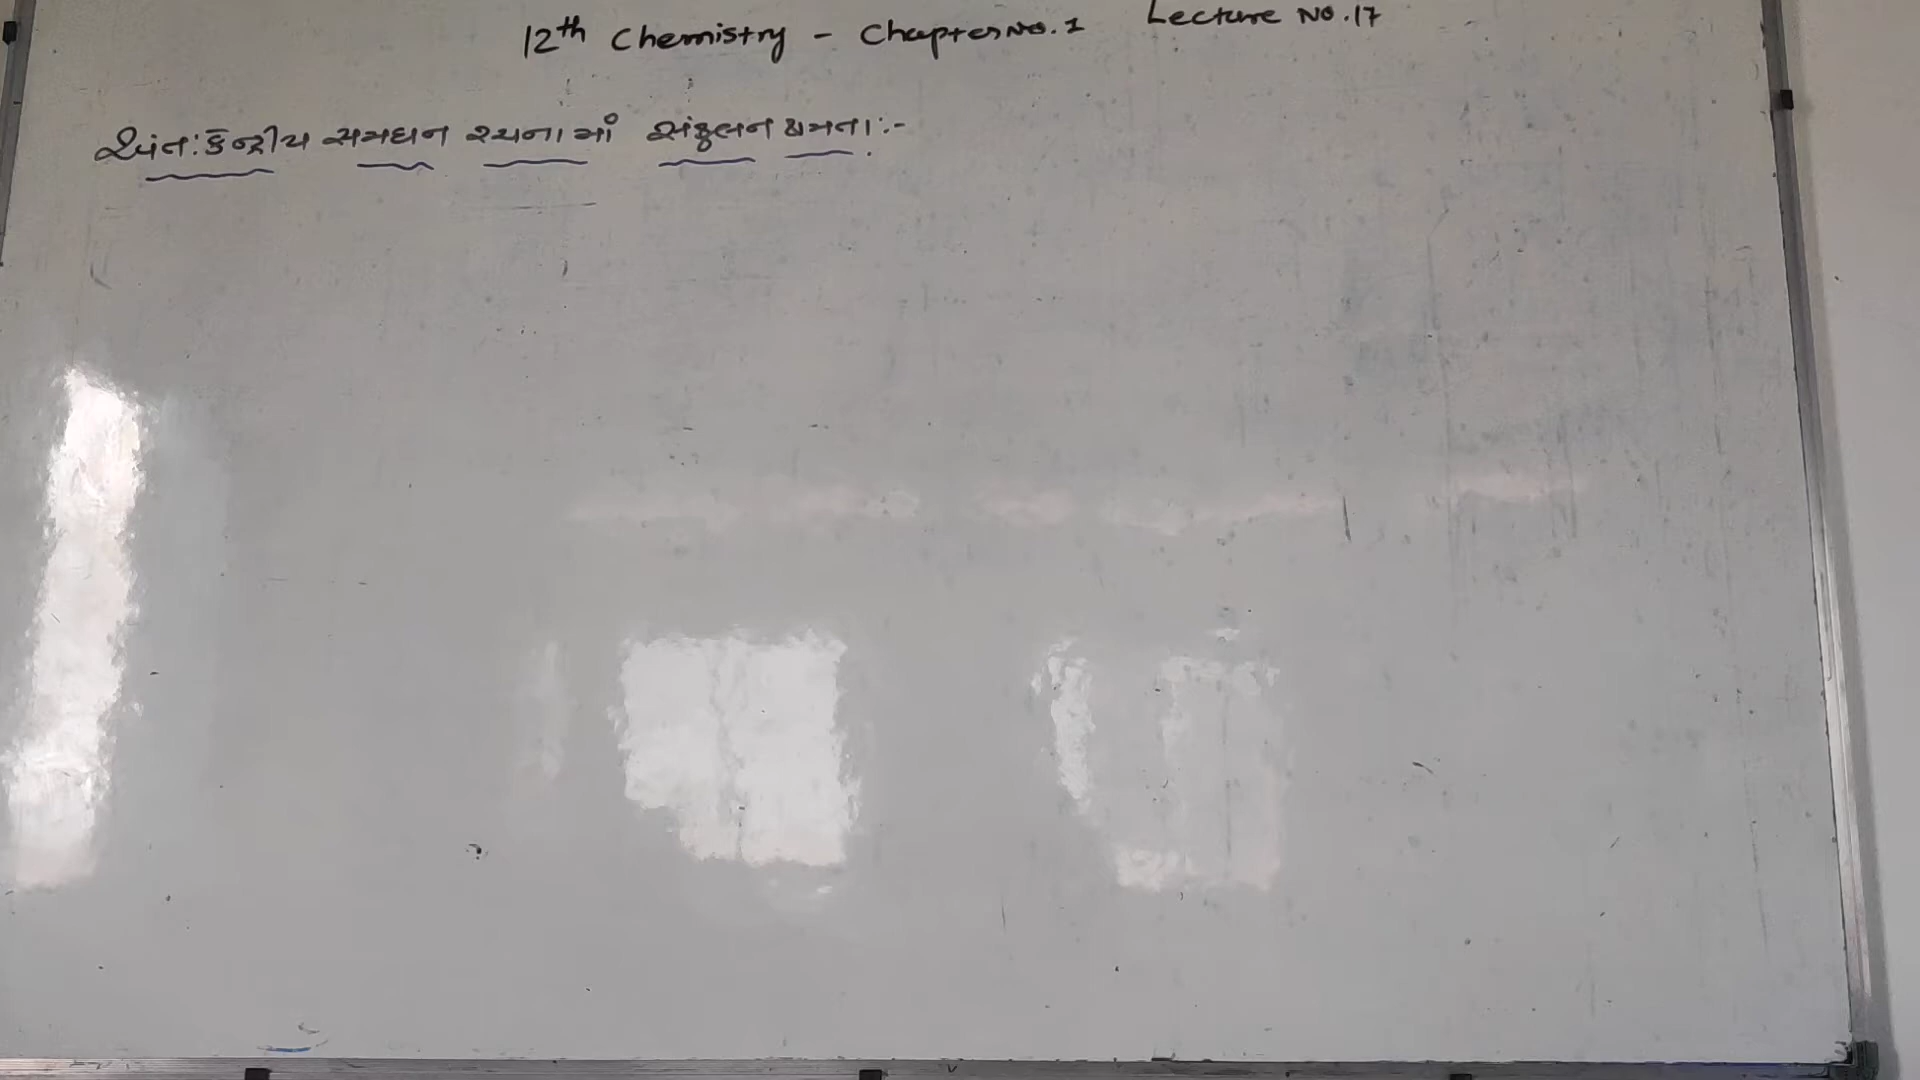 12th Chemistry - Chapter No. 1 Lecture No. 17
અંત:કેન્દ્રીય સમઘન રચનામાં સંકુલન ક્ષમતા:-